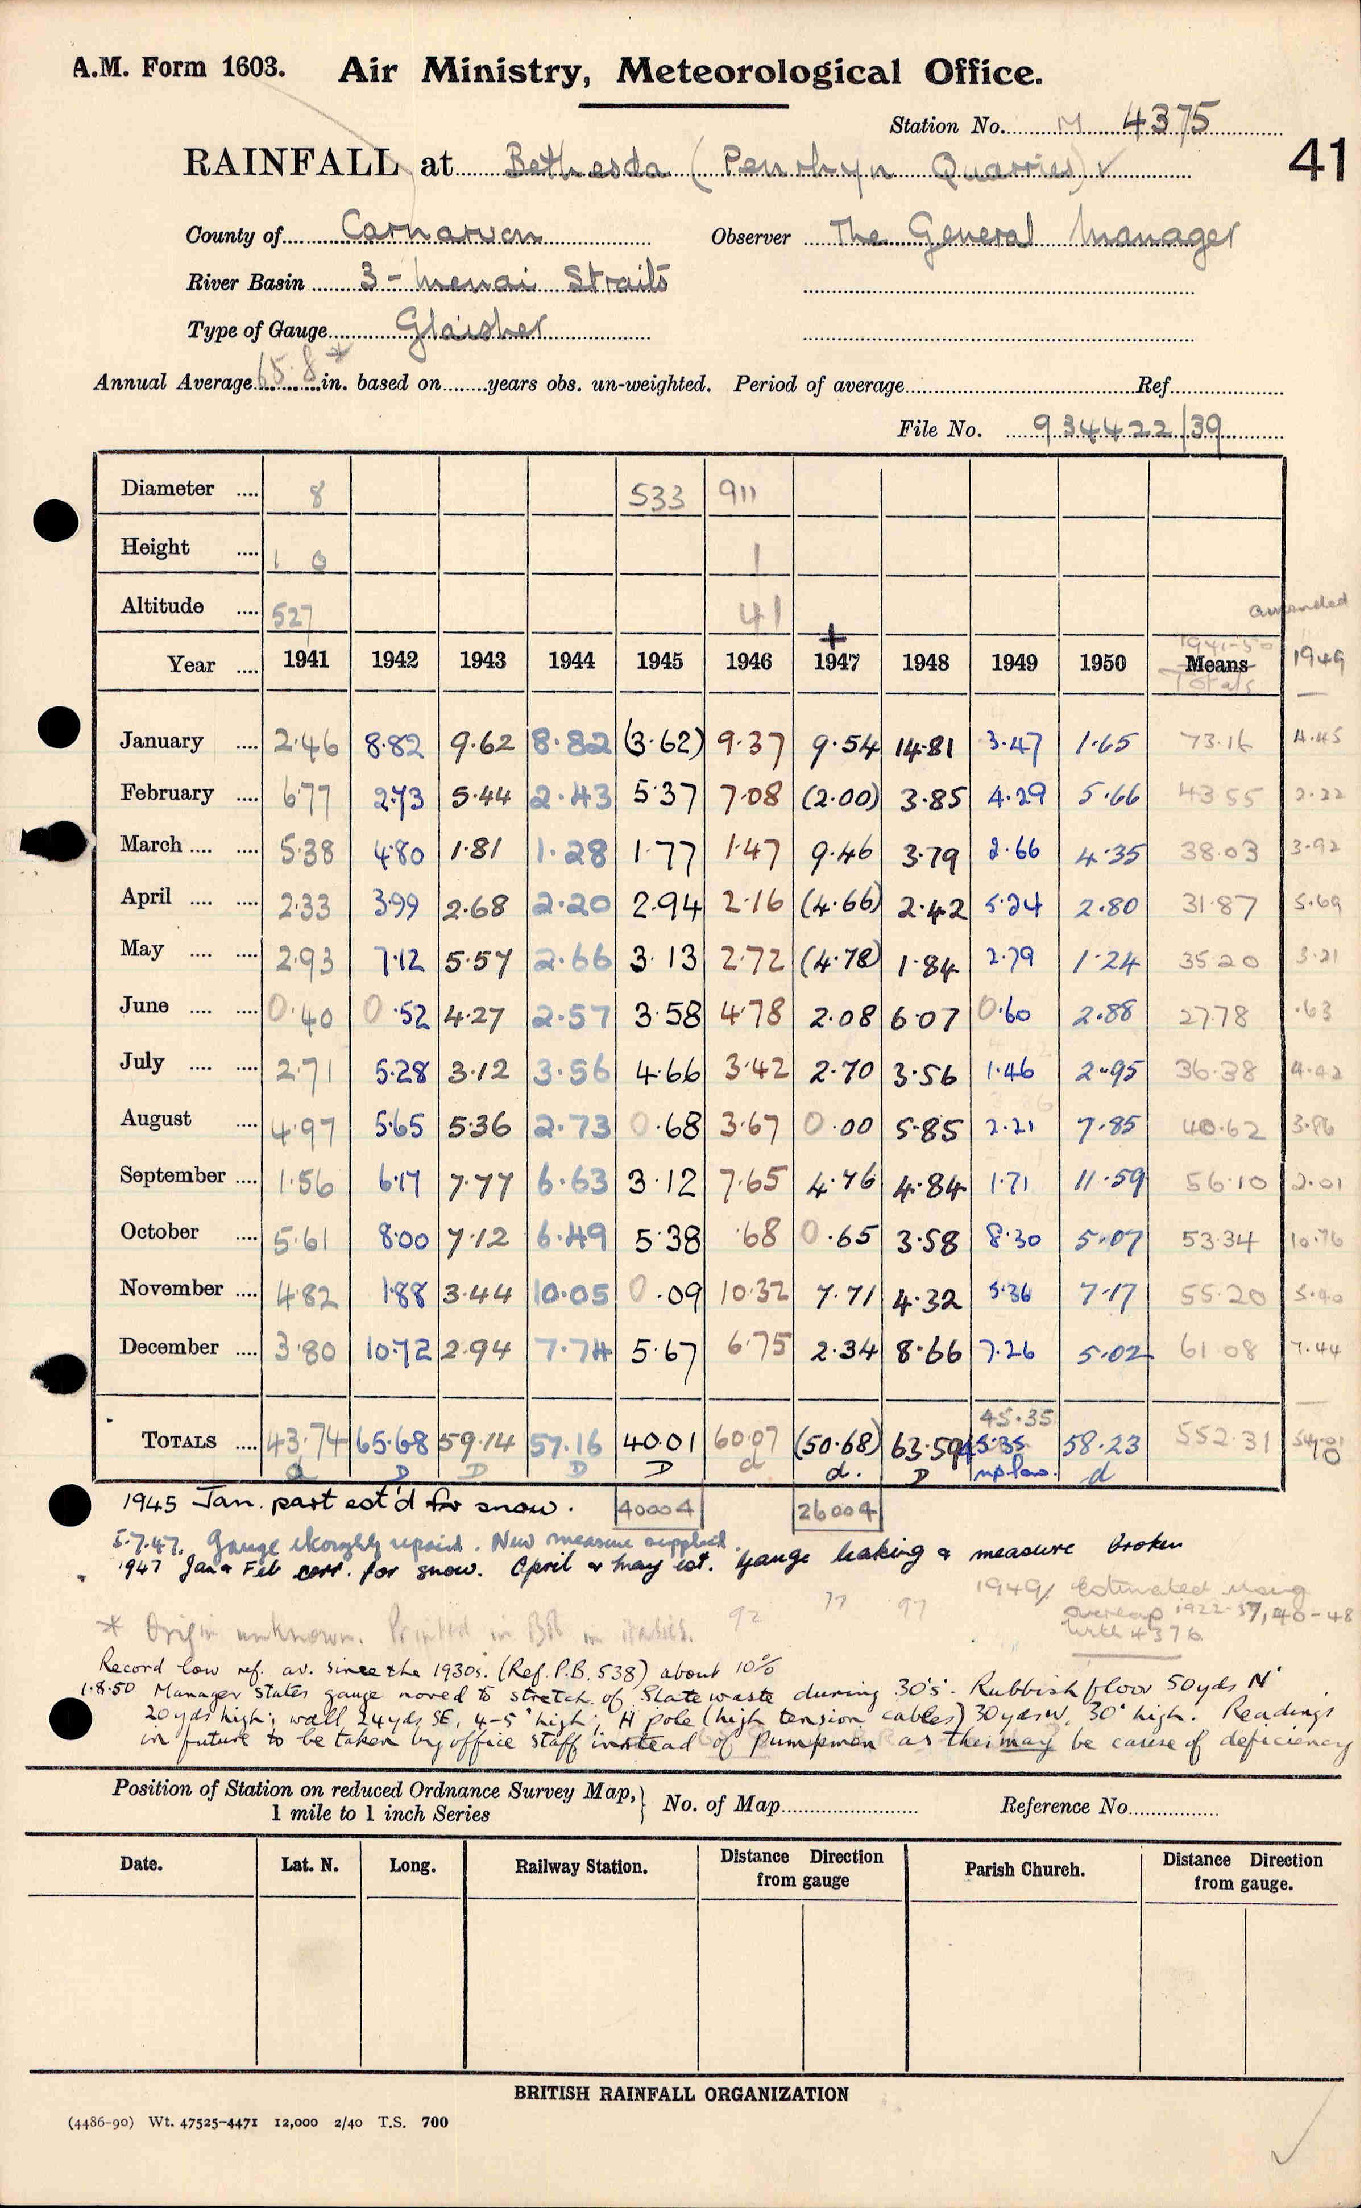 A.M. Form 1603. Air Ministry, Meteorological Office.
Station No. M 4375
41
RAINFALL at Bethesda (Penrhyn Quarries) ✓
County of Carnarvon Observer The General Manager
River Basin 3 - Menai Straits
Type of Gauge Glaisher
Annual Average 65.8* in. based on ....... years obs. un-weighted. Period of average Ref.
File No. 934422/39
Diameter .... 8 533 911
Height .... 1 0 1
Altitude .... 527 41
amended
1941-50
Year .... 1941 1942 1943 1944 1945 1946 + 1947 1948 1949 1950 Means 1949
Totals
January .... 2.46 8.82 9.62 8.82 (3.62) 9.37 9.54 14.81 3.47 1.65 73.16 4.45
February .... 6.77 2.73 5.44 2.43 5.37 7.08 (2.00) 3.85 4.29 5.66 43.55 2.22
March .... .... 5.38 4.80 1.81 1.28 1.77 1.47 9.46 3.79 2.66 4.35 38.03 3.92
April .... .... 2.33 3.99 2.68 2.20 2.94 2.16 (4.66) 2.42 5.24 2.80 31.87 5.69
May .... .... 2.93 7.12 5.57 2.66 3.13 2.72 (4.78) 1.84 2.79 1.24 35.20 3.21
June .... .... 0.40 0.52 4.27 2.57 3.58 4.78 2.08 6.07 0.60 2.88 27.78 .63
July .... .... 2.71 5.28 3.12 3.56 4.66 3.42 2.70 3.56 1.46 2.95 36.38 4.42
August .... 4.97 5.65 5.36 2.73 0.68 3.67 0.00 5.85 2.21 7.85 40.62 3.86
September .... 1.56 6.17 7.77 6.63 3.12 7.65 4.76 4.84 1.71 11.59 56.10 2.01
October .... 5.61 8.00 7.12 6.49 5.38 .68 0.65 3.58 8.30 5.07 53.34 10.76
November .... 4.82 1.88 3.44 10.05 0.09 10.32 7.71 4.32 5.36 7.17 55.20 5.40
December .... 3.80 10.72 2.94 7.74 5.67 6.75 2.34 8.66 7.26 5.02 61.08 7.44
45.35
TOTALS .... 43.74 65.68 59.14 57.16 40.01 60.07 (50.68) 63.59 45.35 58.23 552.31
d D D D D d d. D d
1945 Jan. part est'd for snow. 40004 26004
5.7.47. Gauge thoroughly repaired. New measure supplied.
1947 Jan & Feb corr. for snow. April & May est. Gauge leaking & measure broken
1949 Estimated using
overlap 1922-37, 40-48
with 4376
* Origin unknown. Printed in BR in italics. 92 77 97
Record low ref. av. since the 1930s. (Ref. P.B. 538) about 10%
1.8.50 Manager states gauge moved to stretch of slate waste during 30's. Rubbish floor 50 yds N
20 yds high; wall 24 yds SE, 4-5' high; H pole (high tension cables) 30 yds W, 30' high. Readings
in future to be taken by office staff instead of pumpman as this may be cause of deficiency
Position of Station on reduced Ordnance Survey Map, 1 mile to 1 inch Series } No. of Map Reference No.
Date. Lat. N. Long. Railway Station. Distance Direction from gauge Parish Church. Distance Direction from gauge.
BRITISH RAINFALL ORGANIZATION
(4486-90) Wt. 47525-4471 12,000 2/40 T.S. 700